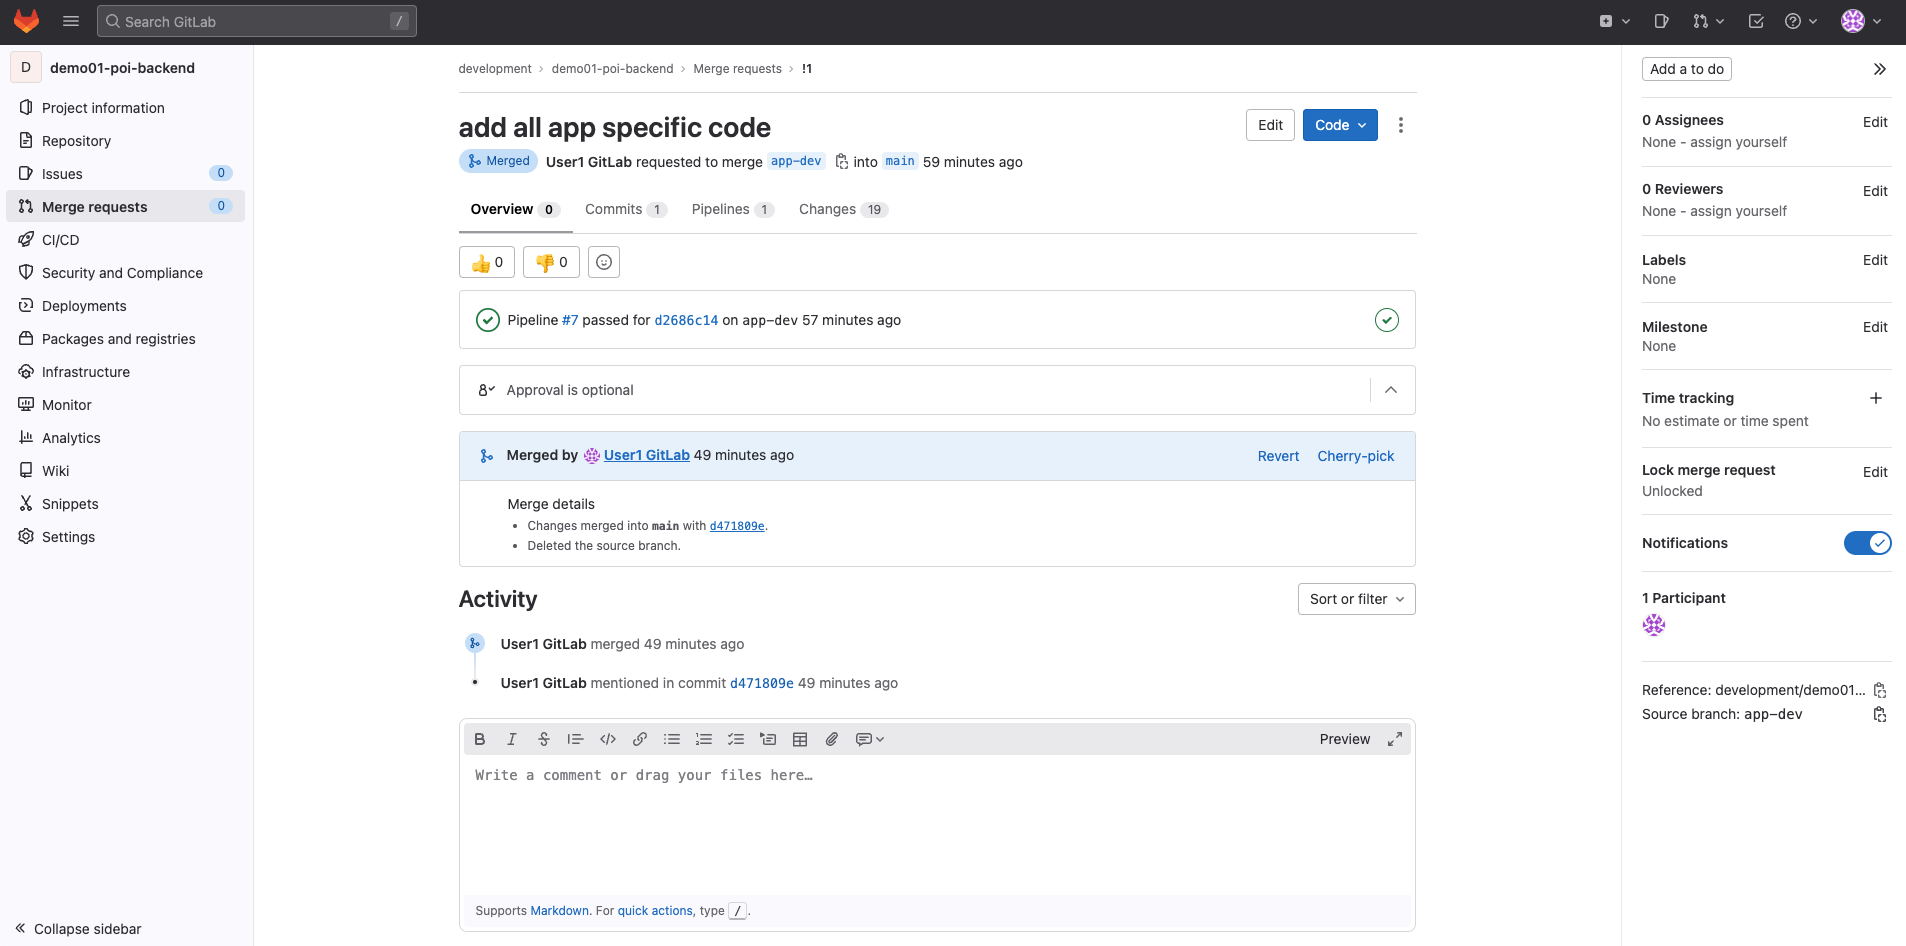 Search GitLab /
D demo01-poi-backend
Project information
Repository
Issues 0
Merge requests 0
CI/CD
Security and Compliance
Deployments
Packages and registries
Infrastructure
Monitor
Analytics
Wiki
Snippets
Settings
Collapse sidebar
development › demo01-poi-backend › Merge requests › !1
add all app specific code
Edit
Code
Merged User1 GitLab requested to merge app-dev into main 59 minutes ago
Overview 0 Commits 1 Pipelines 1 Changes 19
0 0
Pipeline #7 passed for d2686c14 on app-dev 57 minutes ago
Approval is optional
Merged by User1 GitLab 49 minutes ago
Revert Cherry-pick
Merge details
Changes merged into main with d471809e.
Deleted the source branch.
Activity
Sort or filter
User1 GitLab merged 49 minutes ago
User1 GitLab mentioned in commit d471809e 49 minutes ago
Preview
Write a comment or drag your files here…
Supports Markdown. For quick actions, type /.
Add a to do
0 Assignees Edit
None - assign yourself
0 Reviewers Edit
None - assign yourself
Labels Edit
None
Milestone Edit
None
Time tracking
No estimate or time spent
Lock merge request Edit
Unlocked
Notifications
1 Participant
Reference: development/demo01...
Source branch: app-dev